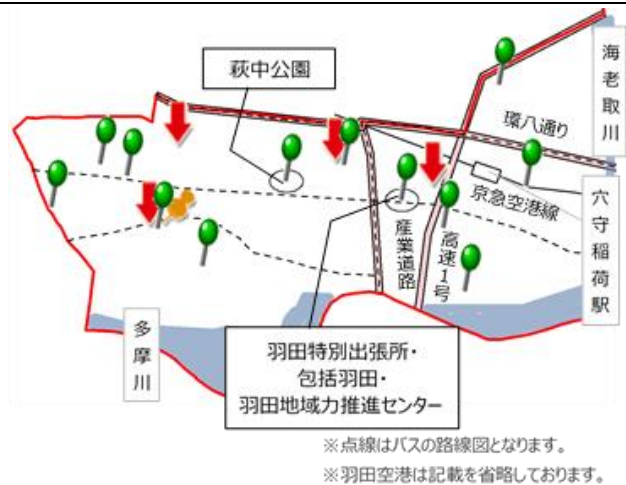 萩中公園
海老取川
環八通り
京急空港線
穴守稲荷駅
産業道路
高速1号
多摩川
羽田特別出張所・
包括羽田・
羽田地域力推進センター
※点線はバスの路線図となります。
※羽田空港は記載を省略しております。